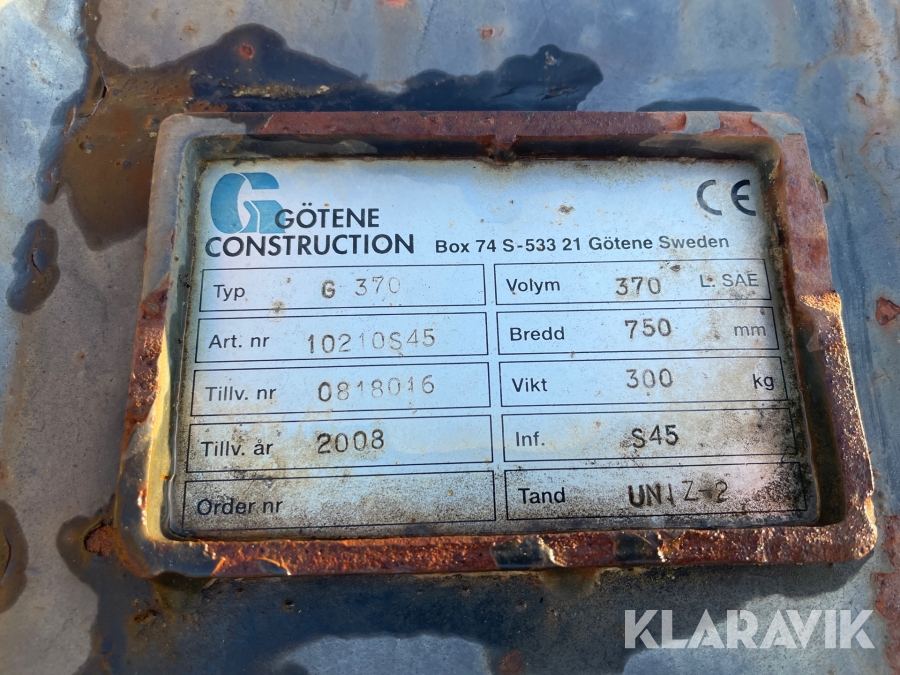 GÖTENE
CONSTRUCTION Box 74 S-533 21 Götene Sweden
CE
Typ G 370 Volym 370 L. SAE
Art. nr 10210S45 Bredd 750 mm
Tillv. nr 0818016 Vikt 300 kg
Tillv. år 2008 Inf. S45
Order nr Tand UNIZ-2
KLARAVIK